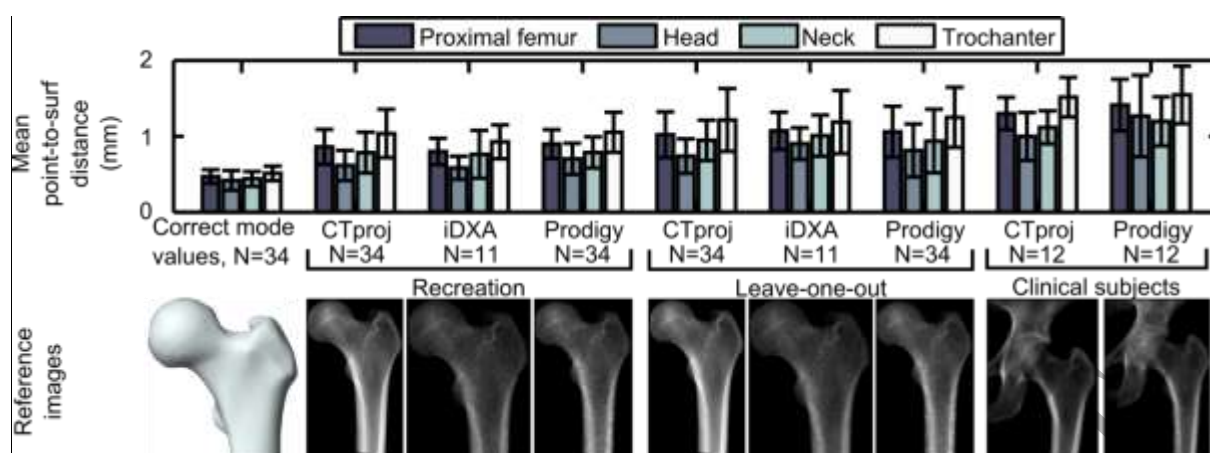 Proximal femur Head Neck Trochanter
Mean
point-to-surf
distance
(mm)
2
1
0
Correct mode
values, N=34
CTproj
N=34
iDXA
N=11
Prodigy
N=34
CTproj
N=34
iDXA
N=11
Prodigy
N=34
CTproj
N=12
Prodigy
N=12
Recreation
Leave-one-out
Clinical subjects
Reference
images